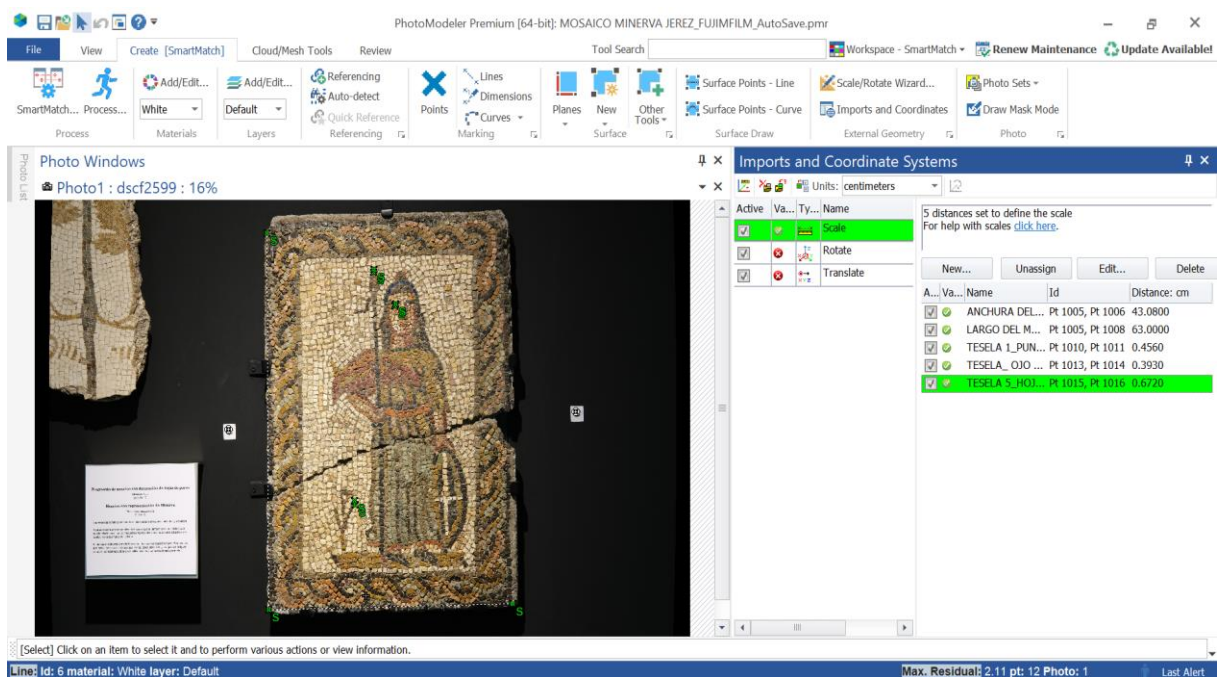 PhotoModeler Premium [64-bit]: MOSAICO MINERVA JEREZ_FUJIMFILM_AutoSave.pmr
File View Create [SmartMatch] Cloud/Mesh Tools Review Tool Search Workspace - SmartMatch Renew Maintenance Update Available!
SmartMatch... Process...
Process
Add/Edit...
White
Materials
Add/Edit...
Default
Layers
Referencing
Auto-detect
Quick Reference
Referencing
Points
Lines
Dimensions
Curves
Marking
Planes New Other Tools
Surface
Surface Points - Line
Surface Points - Curve
Surface Draw
Scale/Rotate Wizard...
Imports and Coordinates
External Geometry
Photo Sets
Draw Mask Mode
Photo
Photo List
Photo Windows
Photo1 : dscf2599 : 16%
S
S
S
S
S
S
Imports and Coordinate Systems
Units: centimeters
Active Va... Ty... Name
Scale
Rotate
Translate
5 distances set to define the scale
For help with scales click here.
New... Unassign Edit... Delete
A... Va... Name Id Distance: cm
ANCHURA DEL... Pt 1005, Pt 1006 43.0800
LARGO DEL M... Pt 1005, Pt 1008 63.0000
TESELA 1_PUN... Pt 1010, Pt 1011 0.4560
TESELA_ OJO ... Pt 1013, Pt 1014 0.3930
TESELA 5_HOJ... Pt 1015, Pt 1016 0.6720
[Select] Click on an item to select it and to perform various actions or view information.
Line: Id: 6 material: White layer: Default Max. Residual: 2.11 pt: 12 Photo: 1 Last Alert